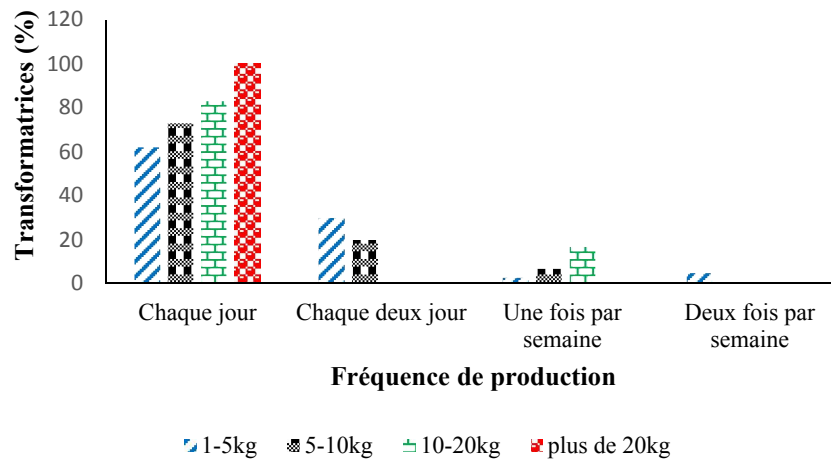 Transformatrices (%)
120
100
80
60
40
20
0
Chaque jour
Chaque deux jour
Une fois par
semaine
Deux fois par
semaine
Fréquence de production
1-5kg
5-10kg
10-20kg
plus de 20kg